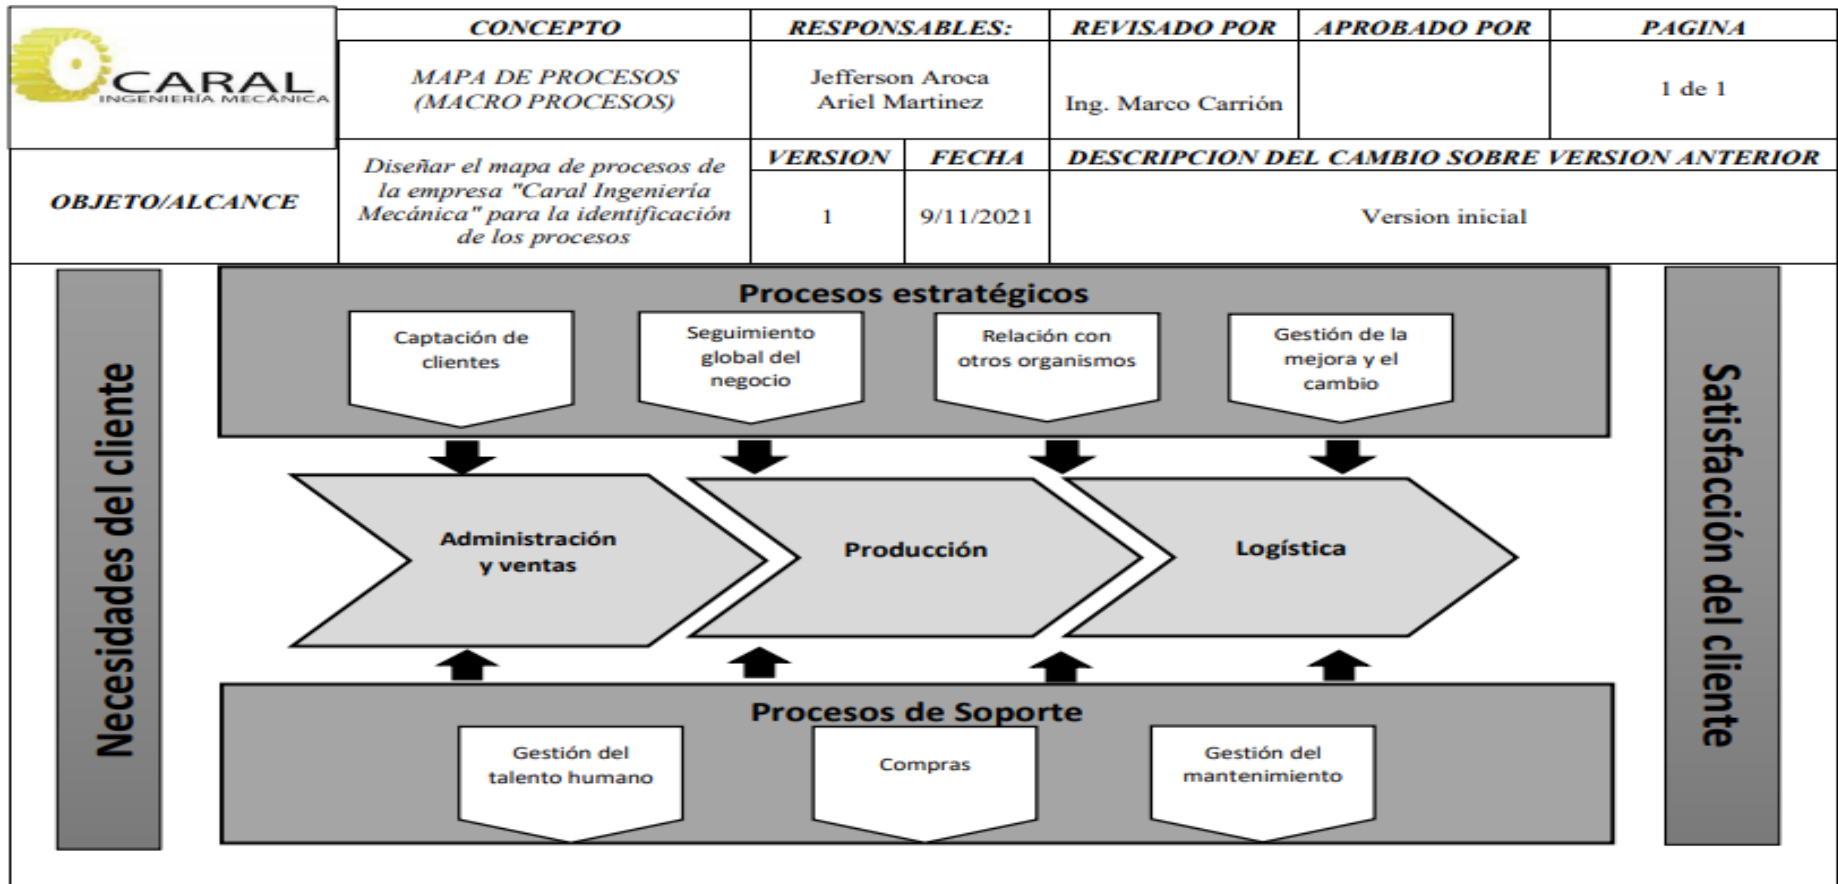 CARAL
INGENIERÍA MECÁNICA
CONCEPTO
RESPONSABLES:
REVISADO POR
APROBADO POR
PAGINA
MAPA DE PROCESOS
(MACRO PROCESOS)
Jefferson Aroca
Ariel Martinez
Ing. Marco Carrión
1 de 1
OBJETO/ALCANCE
Diseñar el mapa de procesos de
la empresa "Caral Ingeniería
Mecánica" para la identificación
de los procesos
VERSION
FECHA
DESCRIPCION DEL CAMBIO SOBRE VERSION ANTERIOR
1
9/11/2021
Version inicial
Necesidades del cliente
Procesos estratégicos
Captación de
clientes
Seguimiento
global del
negocio
Relación con
otros organismos
Gestión de la
mejora y el
cambio
Administración
y ventas
Producción
Logística
Procesos de Soporte
Gestión del
talento humano
Compras
Gestión del
mantenimiento
Satisfacción del cliente